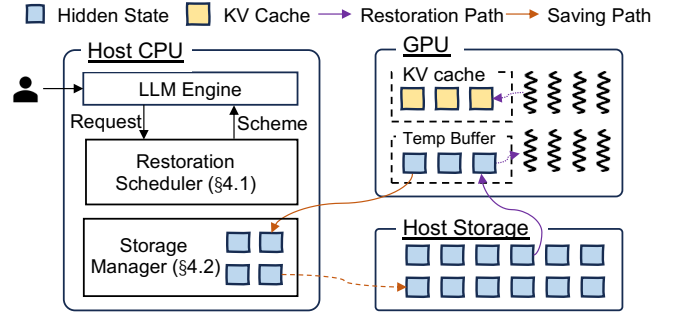 Hidden State KV Cache Restoration Path Saving Path
Host CPU
LLM Engine
Request
Scheme
Restoration
Scheduler (§4.1)
Storage
Manager (§4.2)
GPU
KV cache
Temp Buffer
Host Storage